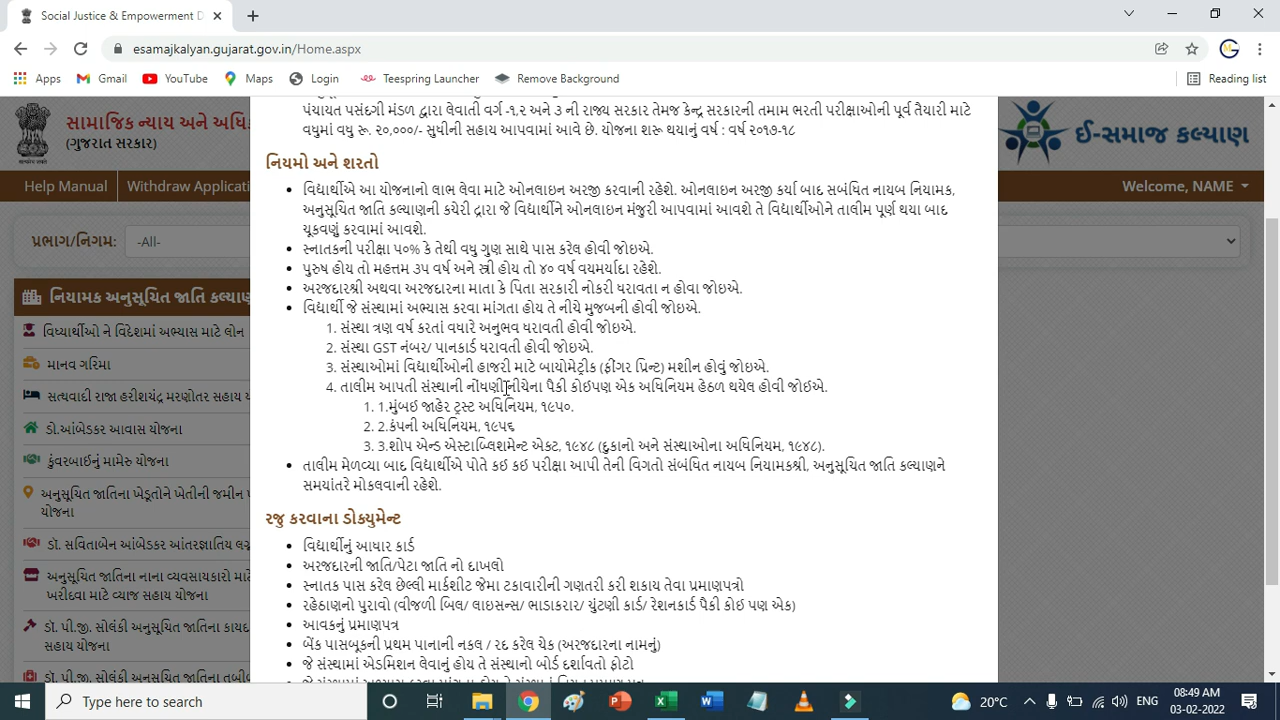 Social Justice & Empowerment D
esamajkalyan.gujarat.gov.in/Home.aspx
Apps Gmail YouTube Maps Login Teespring Launcher Remove Background Reading list
સામાજિક ન્યાય અને અધિક
(ગુજરાત સરકાર)
ઈ-સમાજ કલ્યાણ
Help Manual Withdraw Applicati
Welcome, NAME
પ્રભાગ/નિગમ: -All-
નિયામક અનુસૂચિત જાતિ કલ્યાણ
વિધ્યાર્થીઓ ને વિદેશમાં અભ્યાસ માટે લોન
માનવ ગરિમા
સત્યવાદી રાજા હરીશચંદ્ર મરણોતર સહાય ય
ડો.આંબેડકર આવાસ યોજના
કુંવરબાઈનું મામેરુ યોજના
અનુસૂચિત જાતિના ખેડૂતોને ખેતીની જમીન ખ
યોજના
ડૉ. સવિતાબેન આંબેડકર આંતરજ્ઞાતિય લગ્ન
અનુસૂચિત જાતિના નાના વ્યવસાયકારો માટે
ખરીદવા માટે વ્યાજ સહાય યોજના
ડૉ. પી.જી. સોલંકી અનુસૂચિત જાતિના કાયદા
સહાય યોજના
ડૉ. પી.જી. સોલંકી અનુસૂચિત જાતિના તબીબી
પંચાયત પસંદગી મંડળ દ્વારા લેવાતી વર્ગ -૧,૨ અને ૩ ની રાજ્ય સરકાર તેમજ કેન્દ્ર સરકારની તમામ ભરતી પરીક્ષાઓની પૂર્વ તૈયારી માટે
વધુમાં વધુ રૂ. ૨૦,૦૦૦/- સુધીની સહાય આપવામાં આવે છે. યોજના શરૂ થયાનું વર્ષ : વર્ષ ૨૦૧૭-૧૮
નિયમો અને શરતો
વિદ્યાર્થીએ આ યોજનાનો લાભ લેવા માટે ઓનલાઇન અરજી કરવાની રહેશે. ઓનલાઇન અરજી કર્યા બાદ સબંધિત નાયબ નિયામક,
અનુસૂચિત જાતિ કલ્યાણની કચેરી દ્વારા જે વિદ્યાર્થીને ઓનલાઇન મંજુરી આપવામાં આવશે તે વિદ્યાર્થીઓને તાલીમ પૂર્ણ થયા બાદ
ચૂકવણું કરવામાં આવશે.
સ્નાતકની પરીક્ષા ૫૦% કે તેથી વધુ ગુણ સાથે પાસ કરેલ હોવી જોઇએ.
પુરુષ હોય તો મહત્તમ ૩૫ વર્ષ અને સ્ત્રી હોય તો ૪૦ વર્ષ વયમર્યાદા રહેશે.
અરજદારશ્રી અથવા અરજદારના માતા કે પિતા સરકારી નોકરી ધરાવતા ન હોવા જોઇએ.
વિદ્યાર્થી જે સંસ્થામાં અભ્યાસ કરવા માંગતા હોય તે નીચે મુજબની હોવી જોઇએ.
1. સંસ્થા ત્રણ વર્ષ કરતાં વધારે અનુભવ ધરાવતી હોવી જોઇએ.
2. સંસ્થા GST નંબર/ પાનકાર્ડ ધરાવતી હોવી જોઇએ.
3. સંસ્થાઓમાં વિદ્યાર્થીઓની હાજરી માટે બાયોમેટ્રીક (ફીંગર પ્રિન્ટ) મશીન હોવું જોઇએ.
4. તાલીમ આપતી સંસ્થાની નોંધણી નીચેના પૈકી કોઇપણ એક અધિનિયમ હેઠળ થયેલ હોવી જોઈએ.
1. 1.મુંબઈ જાહેર ટ્રસ્ટ અધિનિયમ, ૧૯૫૦.
2. 2.કંપની અધિનિયમ, ૧૯૫૬
3. 3.શોપ એન્ડ એસ્ટાબ્લિશમેન્ટ એક્ટ, ૧૯૪૮ (દુકાનો અને સંસ્થાઓના અધિનિયમ, ૧૯૪૮).
તાલીમ મેળવ્યા બાદ વિદ્યાર્થીએ પોતે કઇ કઇ પરીક્ષા આપી તેની વિગતો સંબંધિત નાયબ નિયામકશ્રી, અનુસૂચિત જાતિ કલ્યાણને
સમયાંતરે મોકલવાની રહેશે.
રજુ કરવાના ડોક્યુમેન્ટ
વિદ્યાર્થીનું આધાર કાર્ડ
અરજદારની જાતિ/પેટા જાતિ નો દાખલો
સ્નાતક પાસ કરેલ છેલ્લી માર્કશીટ જેમા ટકાવારીની ગણતરી કરી શકાય તેવા પ્રમાણપત્રો
રહેઠાણનો પુરાવો (વીજળી બિલ/ લાઇસન્સ/ ભાડાકરાર/ ચુંટણી કાર્ડ/ રેશનકાર્ડ પૈકી કોઈ પણ એક)
આવકનું પ્રમાણપત્ર
બેંક પાસબૂકની પ્રથમ પાનાની નકલ / રદ કરેલ ચેક (અરજદારના નામનું)
જે સંસ્થામાં એડમિશન લેવાનું હોય તે સંસ્થાનો બોર્ડ દર્શાવતો ફોટો
Type here to search
20°C ENG 08:49 AM
03-02-2022